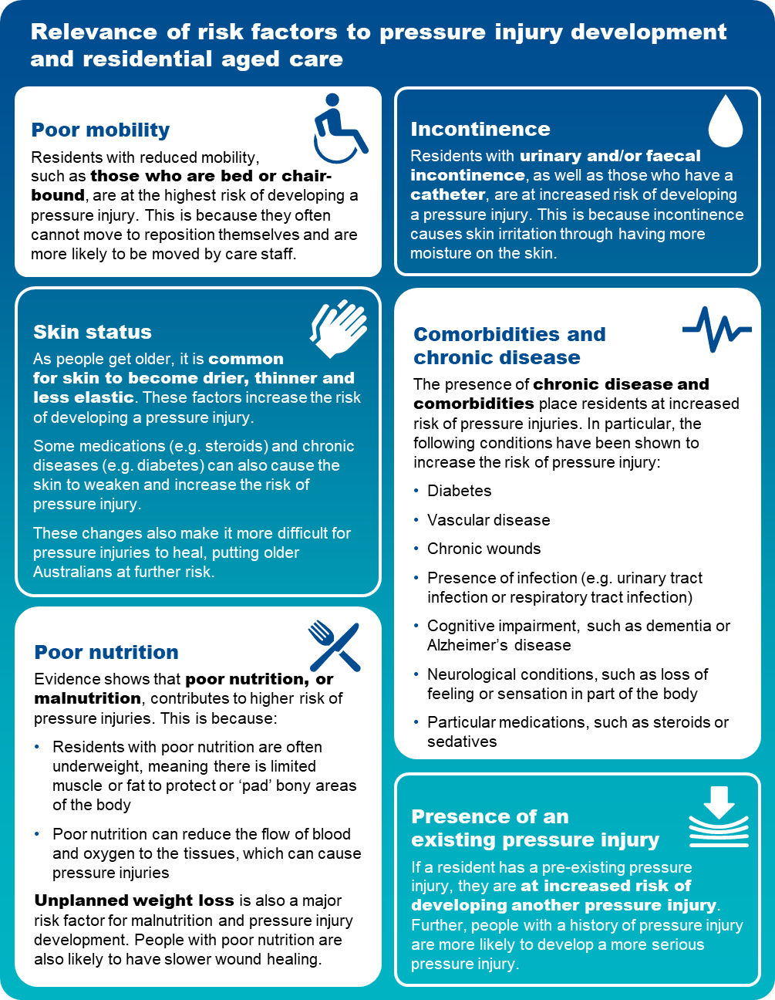 Relevance of risk factors to pressure injury development
and residential aged care
Poor mobility
Residents with reduced mobility,
such as those who are bed or chair-
bound, are at the highest risk of developing a
pressure injury. This is because they often
cannot move to reposition themselves and are
more likely to be moved by care staff.
Incontinence
Residents with urinary and/or faecal
incontinence, as well as those who have a
catheter, are at increased risk of developing
a pressure injury. This is because incontinence
causes skin irritation through having more
moisture on the skin.
Skin status
As people get older, it is common
for skin to become drier, thinner and
less elastic. These factors increase the risk
of developing a pressure injury.
Some medications (e.g. steroids) and chronic
diseases (e.g. diabetes) can also cause the
skin to weaken and increase the risk of
pressure injury.
These changes also make it more difficult for
pressure injuries to heal, putting older
Australians at further risk.
Comorbidities and
chronic disease
The presence of chronic disease and
comorbidities place residents at increased
risk of pressure injuries. In particular, the
following conditions have been shown to
increase the risk of pressure injury:
• Diabetes
• Vascular disease
• Chronic wounds
• Presence of infection (e.g. urinary tract
infection or respiratory tract infection)
• Cognitive impairment, such as dementia or
Alzheimer's disease
• Neurological conditions, such as loss of
feeling or sensation in part of the body
• Particular medications, such as steroids or
sedatives
Poor nutrition
Evidence shows that poor nutrition, or
malnutrition, contributes to higher risk of
pressure injuries. This is because:
• Residents with poor nutrition are often
underweight, meaning there is limited
muscle or fat to protect or ‘pad’ bony areas
of the body
• Poor nutrition can reduce the flow of blood
and oxygen to the tissues, which can cause
pressure injuries
Unplanned weight loss is also a major
risk factor for malnutrition and pressure injury
development. People with poor nutrition are
also likely to have slower wound healing.
Presence of an
existing pressure injury
If a resident has a pre-existing pressure
injury, they are at increased risk of
developing another pressure injury.
Further, people with a history of pressure injury
are more likely to develop a more serious
pressure injury.